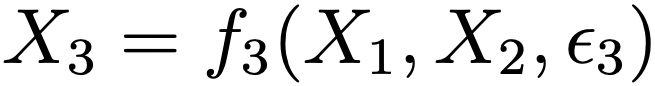 X₃ = f₃(X₁, X₂, ϵ₃)